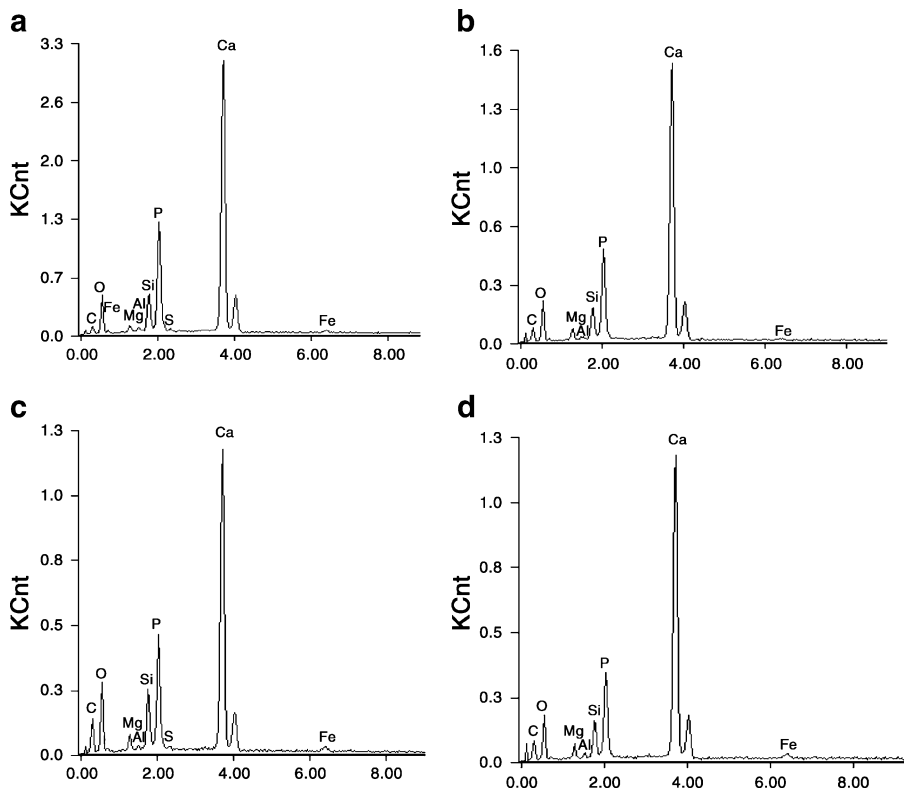 a
3.3
2.6
2.0
1.3
0.7
0.0
KCnt
Ca
P
Si
O
Fe
Al
Mg
C
S
Fe
0.00 2.00 4.00 6.00 8.00
b
1.6
1.3
1.0
0.6
0.3
0.0
KCnt
Ca
P
Si
O
Mg
Al
C
Fe
0.00 2.00 4.00 6.00 8.00
c
1.3
1.0
0.8
0.5
0.3
0.0
KCnt
Ca
P
Si
O
C
Mg
Al
S
Fe
0.00 2.00 4.00 6.00 8.00
d
1.3
1.0
0.8
0.5
0.3
0.0
KCnt
Ca
P
Si
O
Mg
Al
C
Fe
0.00 2.00 4.00 6.00 8.00